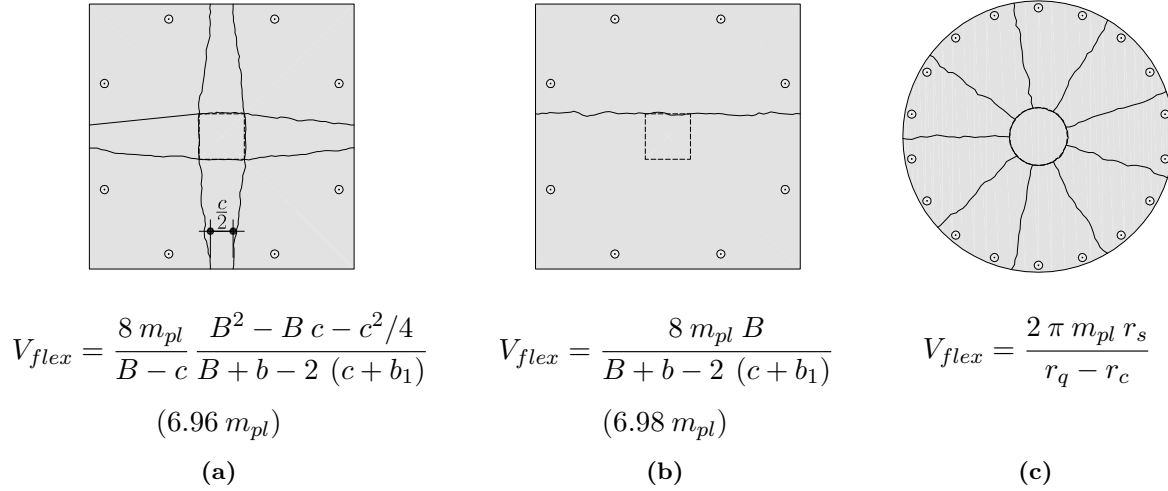 c/2
V_{flex} = \frac{8 m_{pl}}{B - c} \frac{B^2 - B c - c^2/4}{B + b - 2 (c + b_1)}
(6.96 m_{pl})
(a)
V_{flex} = \frac{8 m_{pl} B}{B + b - 2 (c + b_1)}
(6.98 m_{pl})
(b)
V_{flex} = \frac{2 π m_{pl} r_s}{r_q - r_c}
(c)